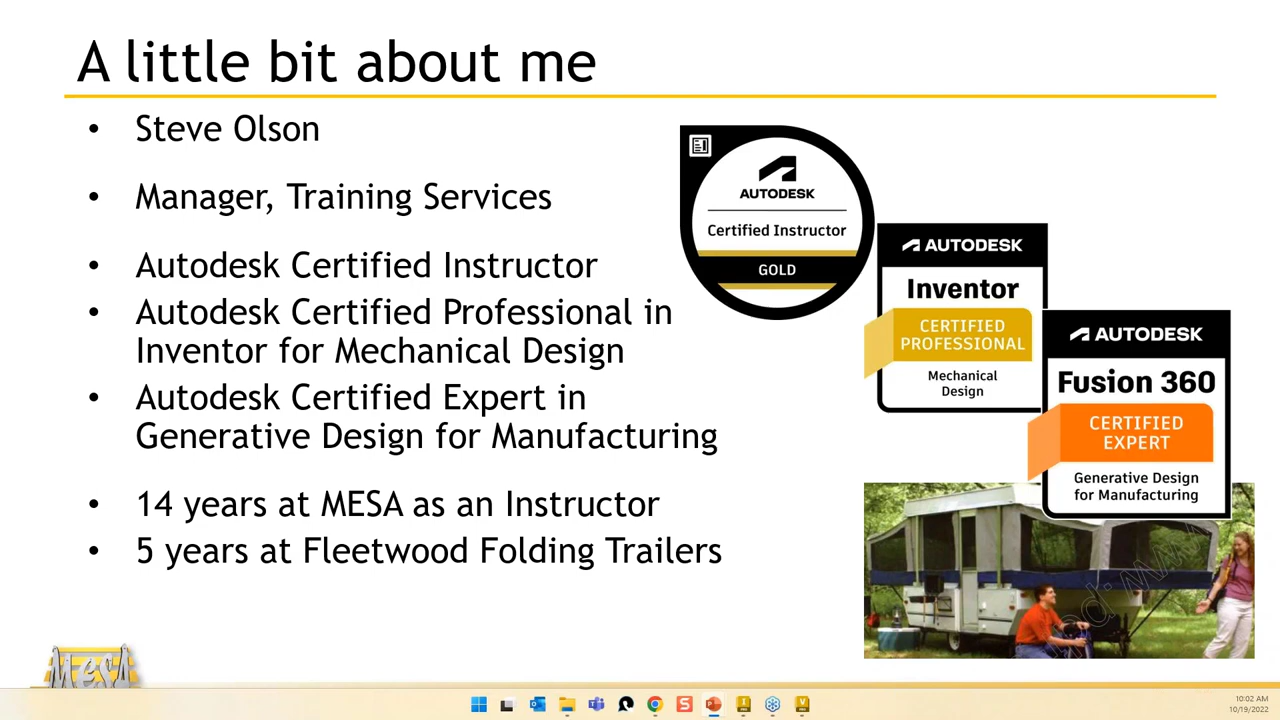 A little bit about me
• Steve Olson
• Manager, Training Services
• Autodesk Certified Instructor
• Autodesk Certified Professional in
Inventor for Mechanical Design
• Autodesk Certified Expert in
Generative Design for Manufacturing
• 14 years at MESA as an Instructor
• 5 years at Fleetwood Folding Trailers
AUTODESK
Certified Instructor
GOLD
AUTODESK
Inventor
CERTIFIED
PROFESSIONAL
Mechanical
Design
AUTODESK
Fusion 360
CERTIFIED
EXPERT
Generative Design
for Manufacturing
MESA
10:02 AM
10/19/2022